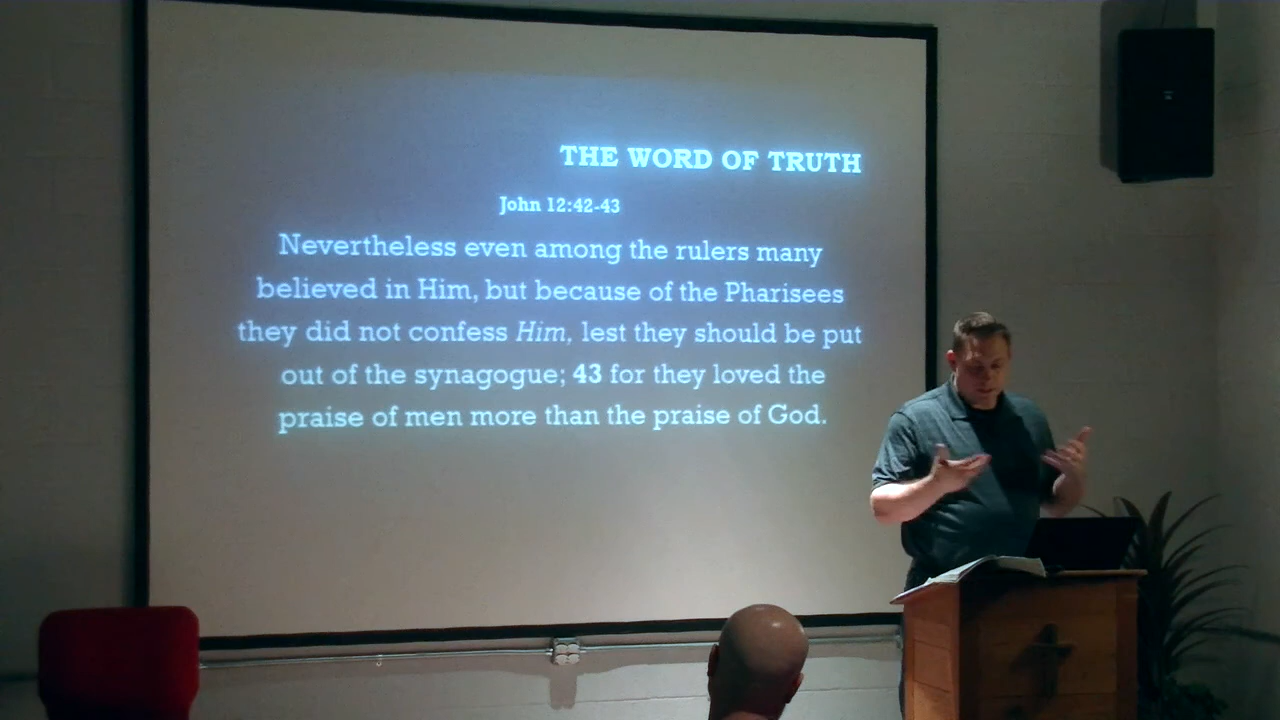 THE WORD OF TRUTH
John 12:42-43
Nevertheless even among the rulers many
believed in Him, but because of the Pharisees
they did not confess Him, lest they should be put
out of the synagogue; 43 for they loved the
praise of men more than the praise of God.